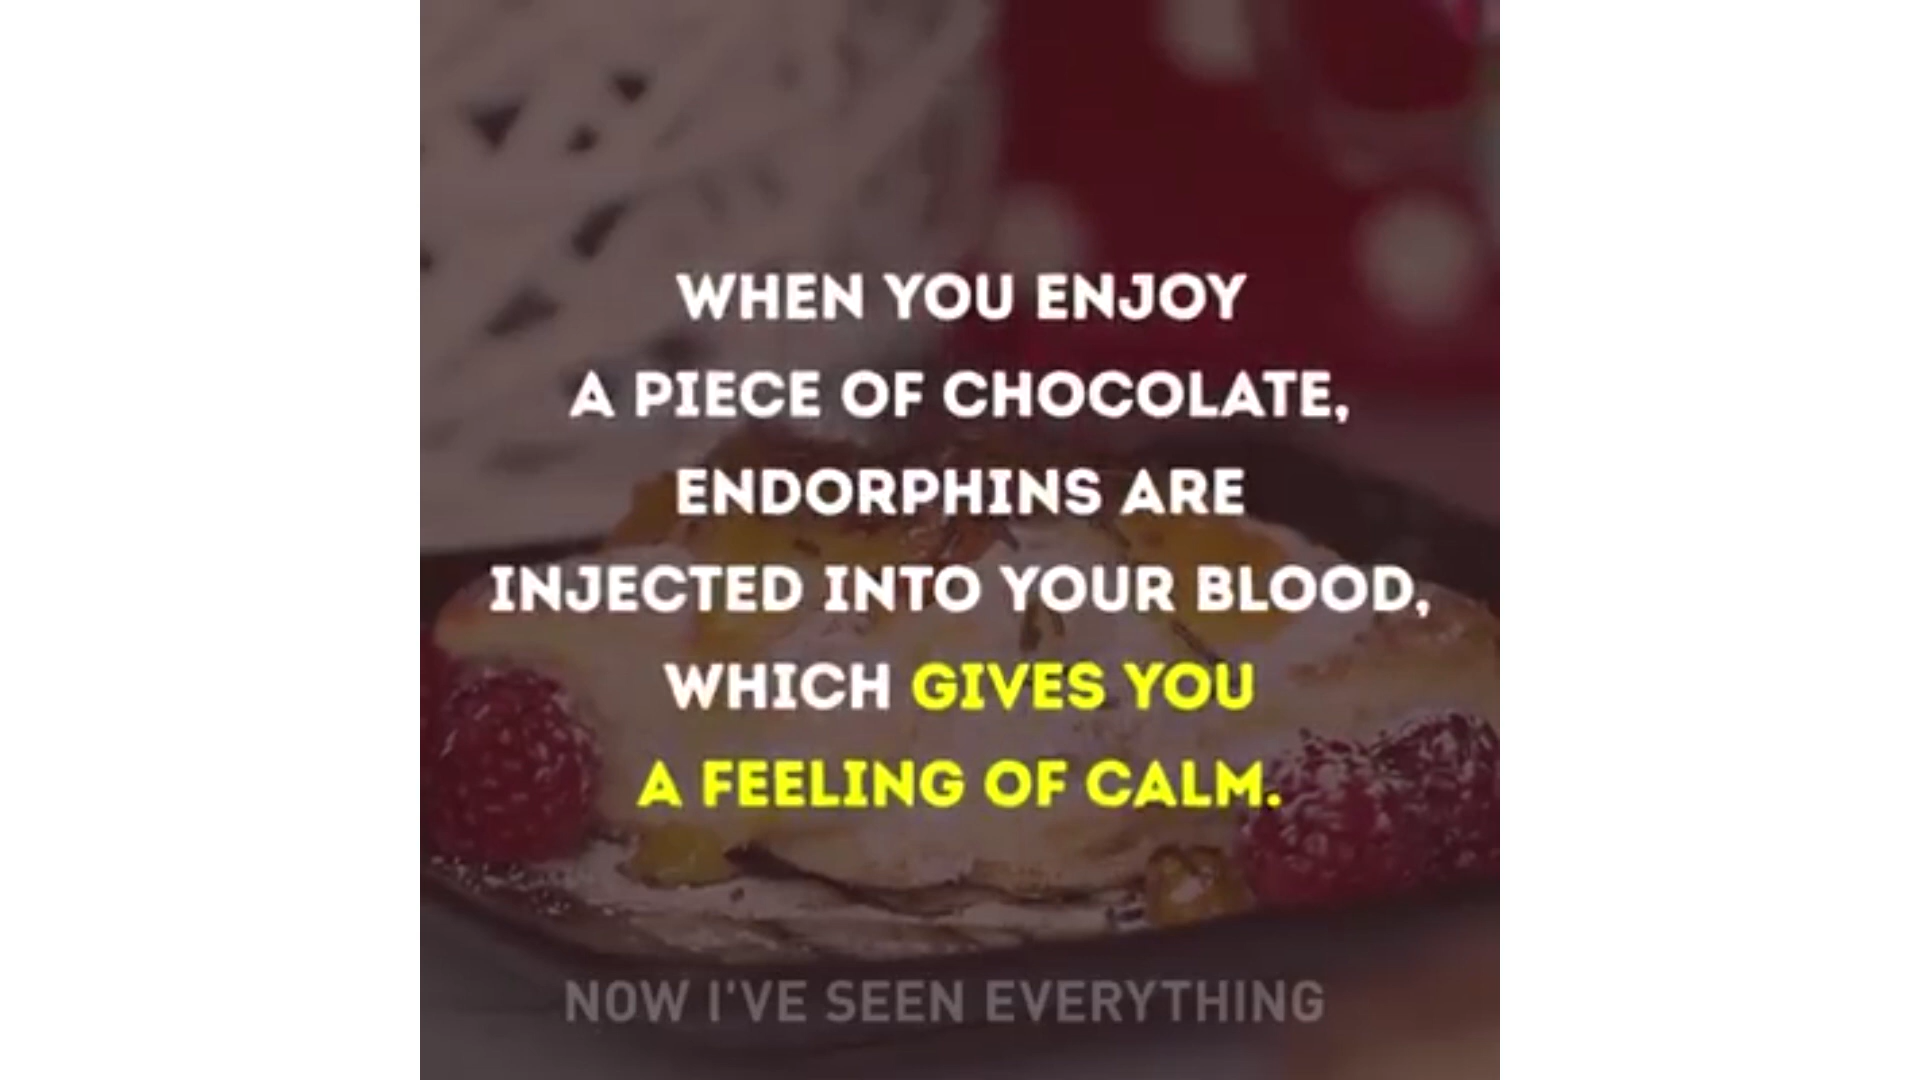 WHEN YOU ENJOY
A PIECE OF CHOCOLATE,
ENDORPHINS ARE
INJECTED INTO YOUR BLOOD,
WHICH GIVES YOU
A FEELING OF CALM.
NOW I'VE SEEN EVERYTHING